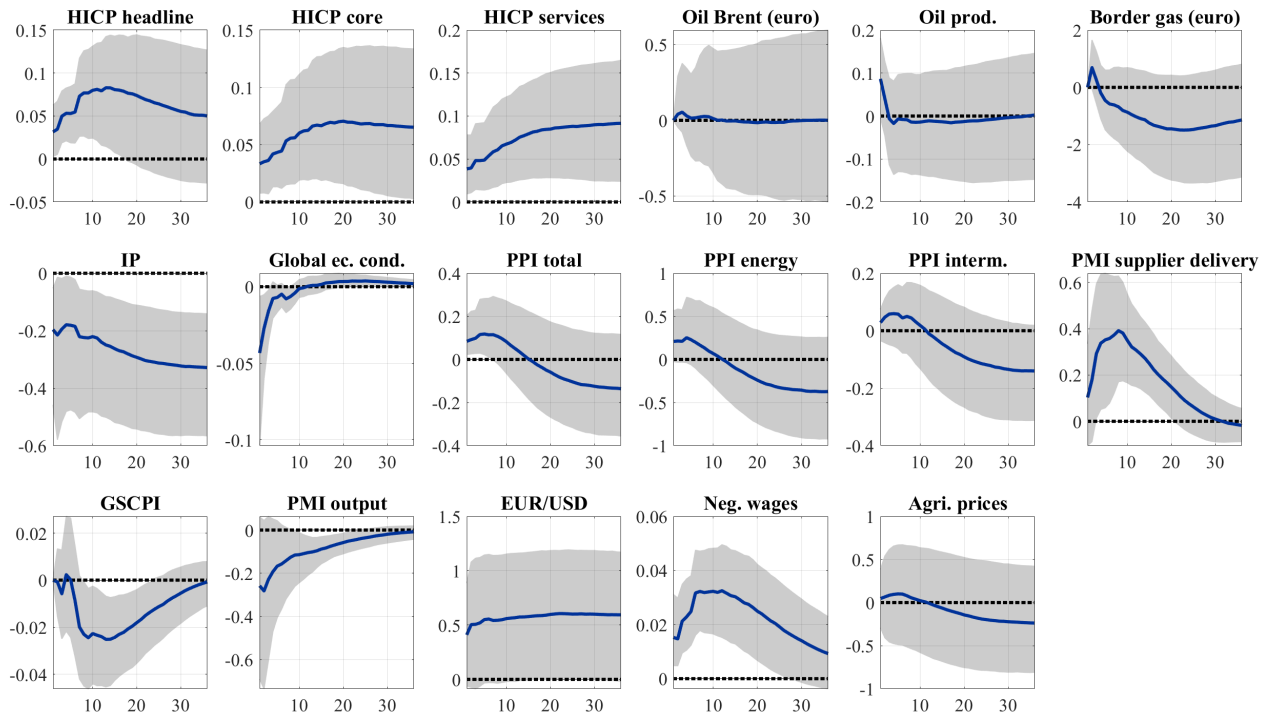 HICP headline
0.15
0.1
0.05
0
-0.05
10 20 30
HICP core
0.15
0.1
0.05
0
10 20 30
HICP services
0.2
0.15
0.1
0.05
0
10 20 30
Oil Brent (euro)
0.5
0
-0.5
10 20 30
Oil prod.
0.2
0.1
0
-0.1
-0.2
10 20 30
Border gas (euro)
2
0
-2
-4
10 20 30
IP
0
-0.2
-0.4
-0.6
10 20 30
Global ec. cond.
0
-0.05
-0.1
10 20 30
PPI total
0.4
0.2
0
-0.2
-0.4
10 20 30
PPI energy
1
0.5
0
-0.5
-1
10 20 30
PPI interm.
0.2
0
-0.2
-0.4
10 20 30
PMI supplier delivery
0.6
0.4
0.2
0
10 20 30
GSCPI
0.02
0
-0.02
-0.04
10 20 30
PMI output
0
-0.2
-0.4
-0.6
10 20 30
EUR/USD
1.5
1
0.5
0
10 20 30
Neg. wages
0.06
0.04
0.02
0
10 20 30
Agri. prices
1
0.5
0
-0.5
-1
10 20 30